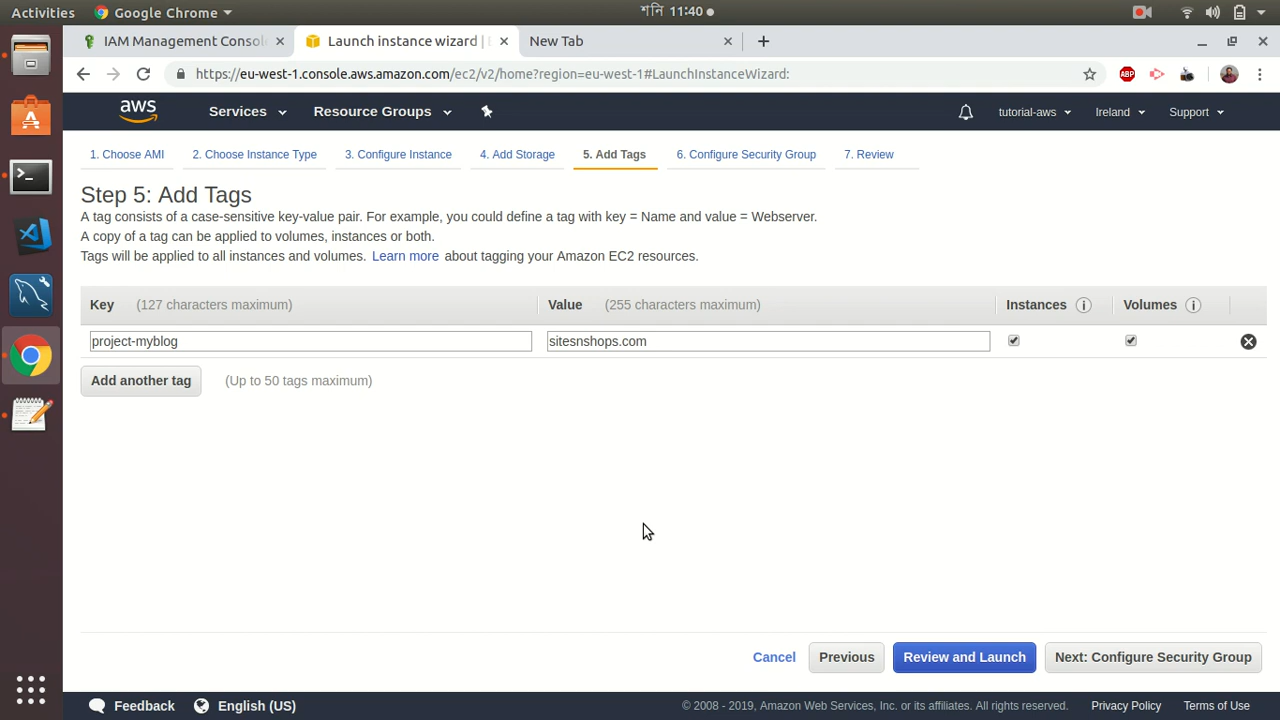 Activities Google Chrome শনি 11:40
IAM Management Consol Launch instance wizard | New Tab
https://eu-west-1.console.aws.amazon.com/ec2/v2/home?region=eu-west-1#LaunchInstanceWizard: ABP
aws Services Resource Groups tutorial-aws Ireland Support
1. Choose AMI 2. Choose Instance Type 3. Configure Instance 4. Add Storage 5. Add Tags 6. Configure Security Group 7. Review
Step 5: Add Tags
A tag consists of a case-sensitive key-value pair. For example, you could define a tag with key = Name and value = Webserver.
A copy of a tag can be applied to volumes, instances or both.
Tags will be applied to all instances and volumes. Learn more about tagging your Amazon EC2 resources.
Key (127 characters maximum) Value (255 characters maximum) Instances Volumes
project-myblog sitesnshops.com
Add another tag (Up to 50 tags maximum)
Cancel Previous Review and Launch Next: Configure Security Group
Feedback English (US) © 2008 - 2019, Amazon Web Services, Inc. or its affiliates. All rights reserved. Privacy Policy Terms of Use